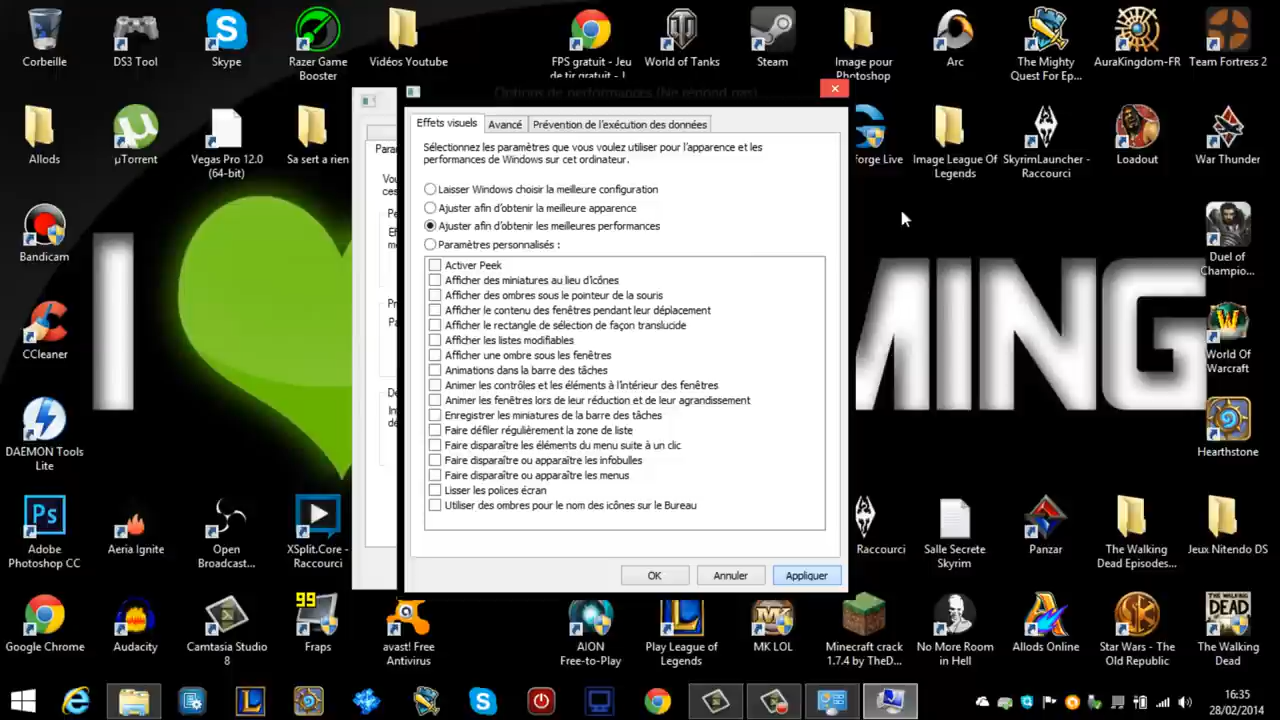 Corbeille
DS3 Tool
Skype
Razer Game
Booster
Vidéos Youtube
FPS gratuit - Jeu
de tir gratuit - J...
World of Tanks
Steam
Image pour
Photoshop
Arc
The Mighty
Quest For Ep...
AuraKingdom-FR
Team Fortress 2
Options de performances (Ne répond pas)
Effets visuels
Avancé
Prévention de l'exécution des données
Sélectionnez les paramètres que vous voulez utiliser pour l'apparence et les
performances de Windows sur cet ordinateur.
Laisser Windows choisir la meilleure configuration
Ajuster afin d'obtenir la meilleure apparence
Ajuster afin d'obtenir les meilleures performances
Paramètres personnalisés :
Activer Peek
Afficher des miniatures au lieu d'icônes
Afficher des ombres sous le pointeur de la souris
Afficher le contenu des fenêtres pendant leur déplacement
Afficher le rectangle de sélection de façon translucide
Afficher les listes modifiables
Afficher une ombre sous les fenêtres
Animations dans la barre des tâches
Animer les contrôles et les éléments à l'intérieur des fenêtres
Animer les fenêtres lors de leur réduction et de leur agrandissement
Enregistrer les miniatures de la barre des tâches
Faire défiler régulièrement la zone de liste
Faire disparaître les éléments du menu suite à un clic
Faire disparaître ou apparaître les infobulles
Faire disparaître ou apparaître les menus
Lisser les polices écran
Utiliser des ombres pour le nom des icônes sur le Bureau
OK
Annuler
Appliquer
Allods
µTorrent
Vegas Pro 12.0
(64-bit)
Sa sert a rien
forge Live
Image League Of
Legends
SkyrimLauncher -
Raccourci
Loadout
War Thunder
I
MING
Bandicam
Duel of
Champio...
CCleaner
World Of
Warcraft
DAEMON Tools
Lite
Hearthstone
Ps
Adobe
Photoshop CC
Aeria Ignite
Open
Broadcast...
XSplit.Core -
Raccourci
Raccourci
Salle Secrete
Skyrim
Panzar
The Walking
Dead Episodes...
Jeux Nintendo DS
Google Chrome
Audacity
Camtasia Studio
8
99
Fraps
avast! Free
Antivirus
AION
Free-to-Play
Play League of
Legends
MK LOL
Minecraft crack
1.7.4 by TheD...
No More Room
in Hell
Allods Online
Star Wars - The
Old Republic
THE
WALKING
DEAD
The Walking
Dead
16:35
28/02/2014